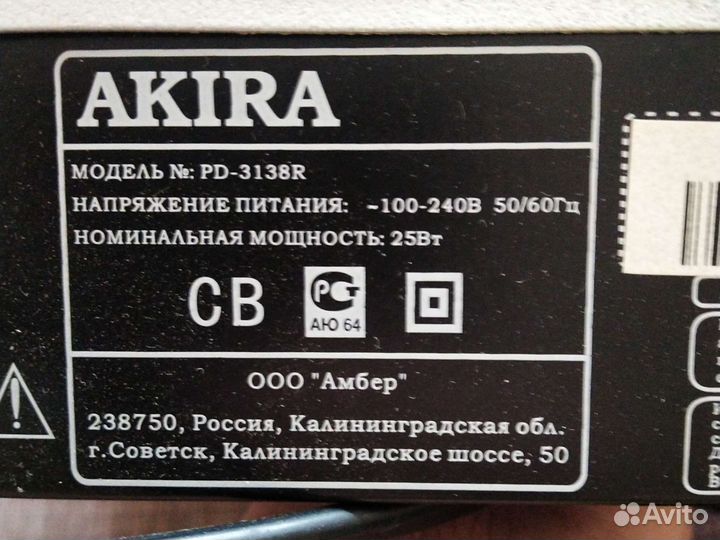 AKIRA
МОДЕЛЬ №: PD-3138R
НАПРЯЖЕНИЕ ПИТАНИЯ: ~100-240В 50/60Гц
НОМИНАЛЬНАЯ МОЩНОСТЬ: 25Вт
CB
РСТ
АЮ 64
ООО "Амбер"
238750, Россия, Калининградская обл.
г.Советск, Калининградское шоссе, 50
Avito